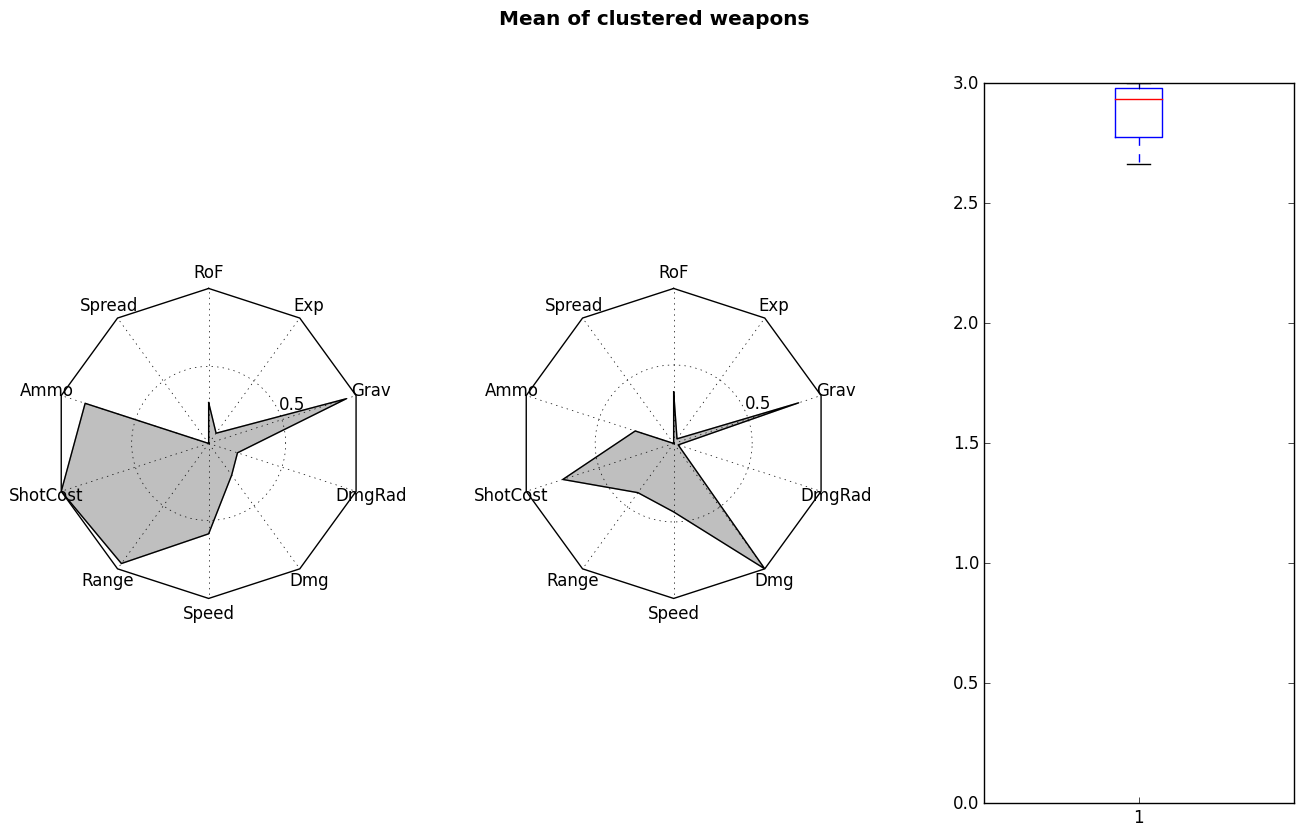 Mean of clustered weapons
RoF
Exp
Spread
Grav
Ammo
0.5
ShotCost
DmgRad
Range
Dmg
Speed
RoF
Exp
Spread
Grav
Ammo
0.5
ShotCost
DmgRad
Range
Dmg
Speed
3.0
2.5
2.0
1.5
1.0
0.5
0.0
1